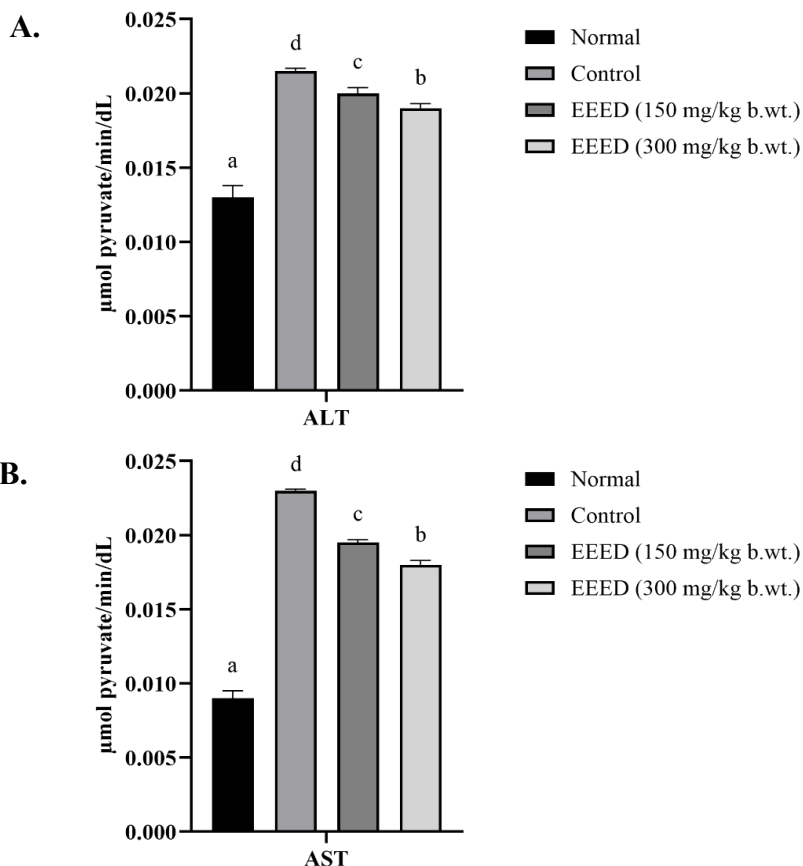 A.
µmol pyruvate/min/dL
0.025
0.020
0.015
0.010
0.005
0.000
d
c
b
a
ALT
Normal
Control
EEED (150 mg/kg b.wt.)
EEED (300 mg/kg b.wt.)
B.
µmol pyruvate/min/dL
0.025
0.020
0.015
0.010
0.005
0.000
d
c
b
a
AST
Normal
Control
EEED (150 mg/kg b.wt.)
EEED (300 mg/kg b.wt.)